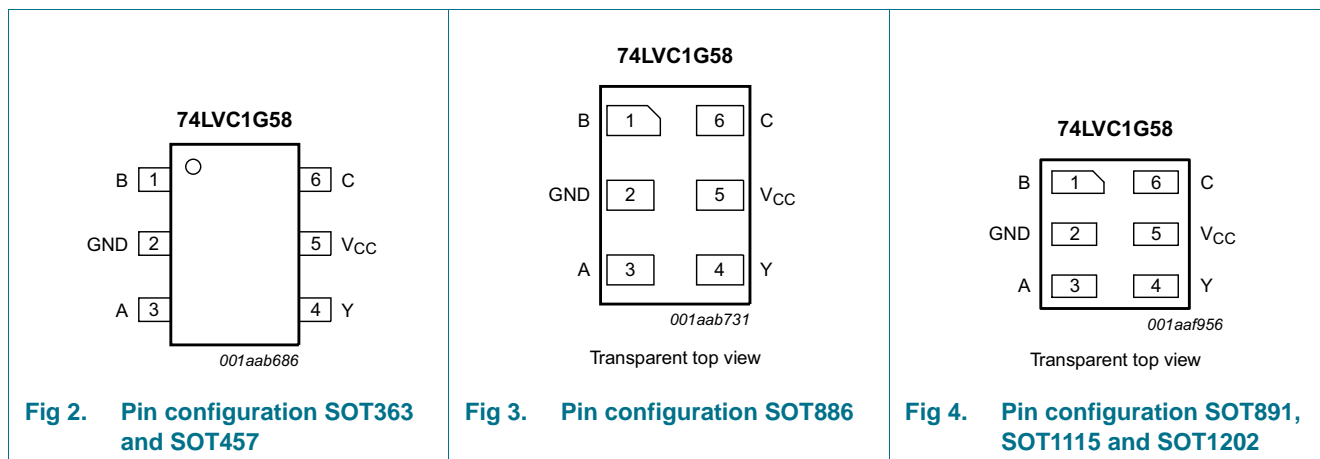 74LVC1G58
B 1 6 C
GND 2 5 VCC
A 3 4 Y
001aab686
Fig 2. Pin configuration SOT363
and SOT457
74LVC1G58
B 1 6 C
GND 2 5 VCC
A 3 4 Y
001aab731
Transparent top view
Fig 3. Pin configuration SOT886
74LVC1G58
B 1 6 C
GND 2 5 VCC
A 3 4 Y
001aaf956
Transparent top view
Fig 4. Pin configuration SOT891,
SOT1115 and SOT1202